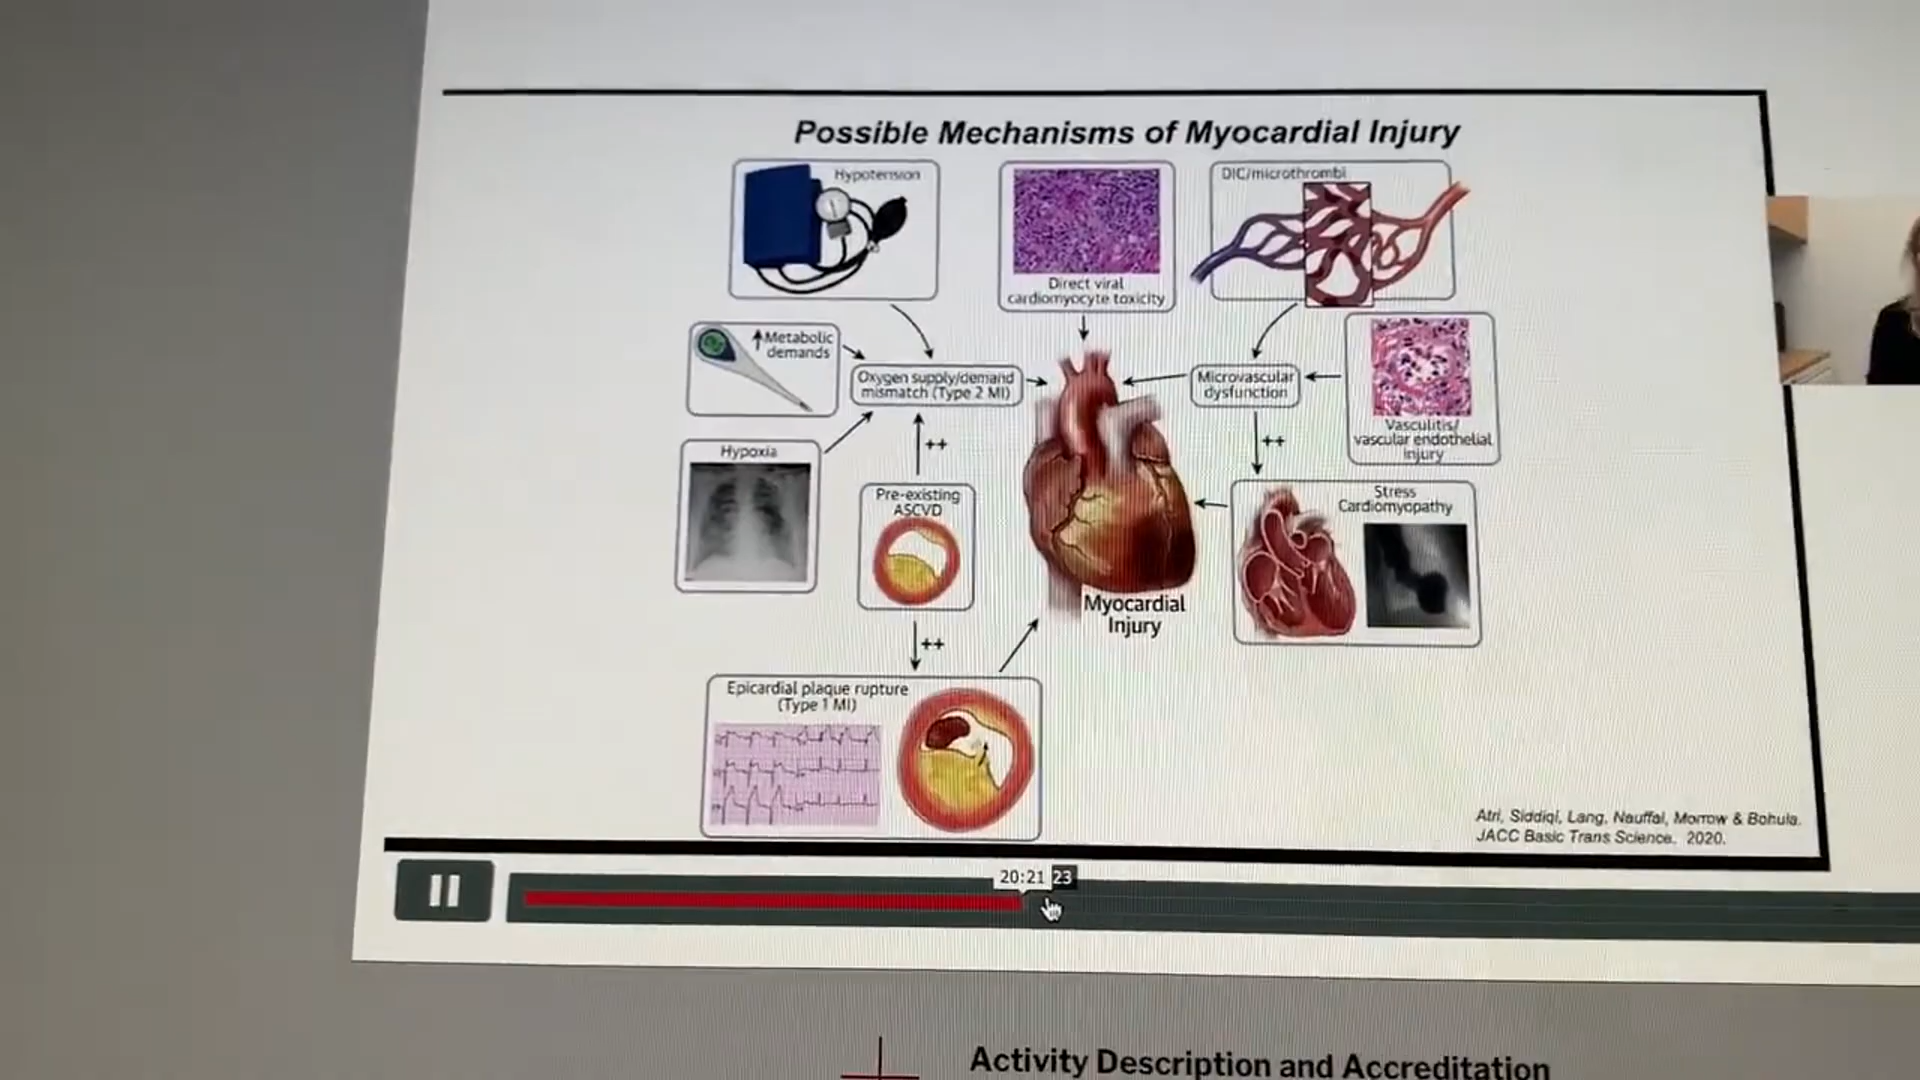 Possible Mechanisms of Myocardial Injury
Hypotension
Direct viral
cardiomyocyte toxicity
DIC/microthrombi
↑Metabolic
demands
Oxygen supply/demand
mismatch (Type 2 MI)
Microvascular
dysfunction
Vasculitis/
vascular endothelial
injury
Hypoxia
++
++
Pre-existing
ASCVD
Stress
Cardiomyopathy
Myocardial
Injury
++
Epicardial plaque rupture
(Type 1 MI)
Atri, Siddiqi, Lang, Nauffal, Morrow & Bohula.
JACC Basic Trans Science. 2020.
20:21 23
Activity Description and Accreditation